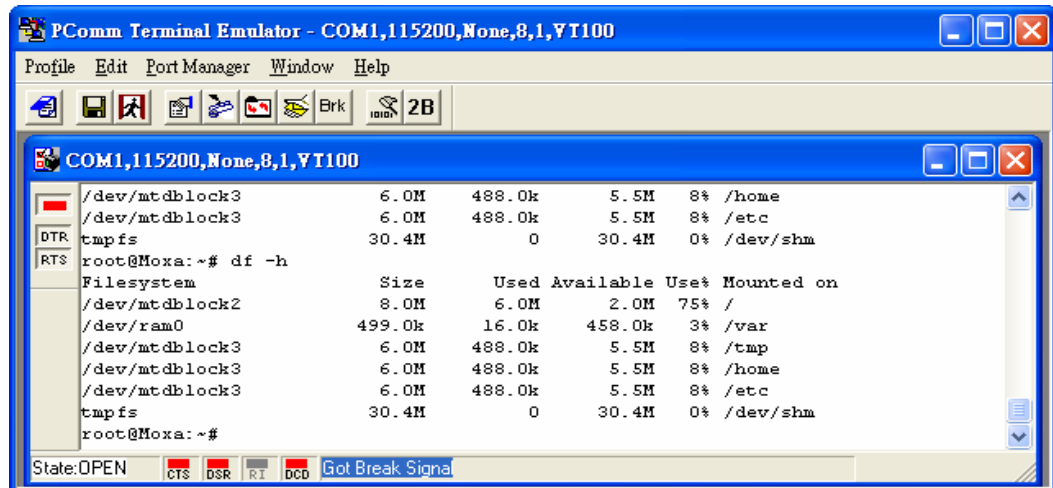 PComm Terminal Emulator - COM1,115200,None,8,1,VT100
Profile Edit Port Manager Window Help
Brk 2B
COM1,115200,None,8,1,VT100
/dev/mtdblock3 6.0M 488.0k 5.5M 8% /home
/dev/mtdblock3 6.0M 488.0k 5.5M 8% /etc
DTR
tmpfs 30.4M 0 30.4M 0% /dev/shm
RTS
root@Moxa:~# df -h
Filesystem Size Used Available Use% Mounted on
/dev/mtdblock2 8.0M 6.0M 2.0M 75% /
/dev/ram0 499.0k 16.0k 458.0k 3% /var
/dev/mtdblock3 6.0M 488.0k 5.5M 8% /tmp
/dev/mtdblock3 6.0M 488.0k 5.5M 8% /home
/dev/mtdblock3 6.0M 488.0k 5.5M 8% /etc
tmpfs 30.4M 0 30.4M 0% /dev/shm
root@Moxa:~#
State:OPEN CTS DSR RI DCD Got Break Signal